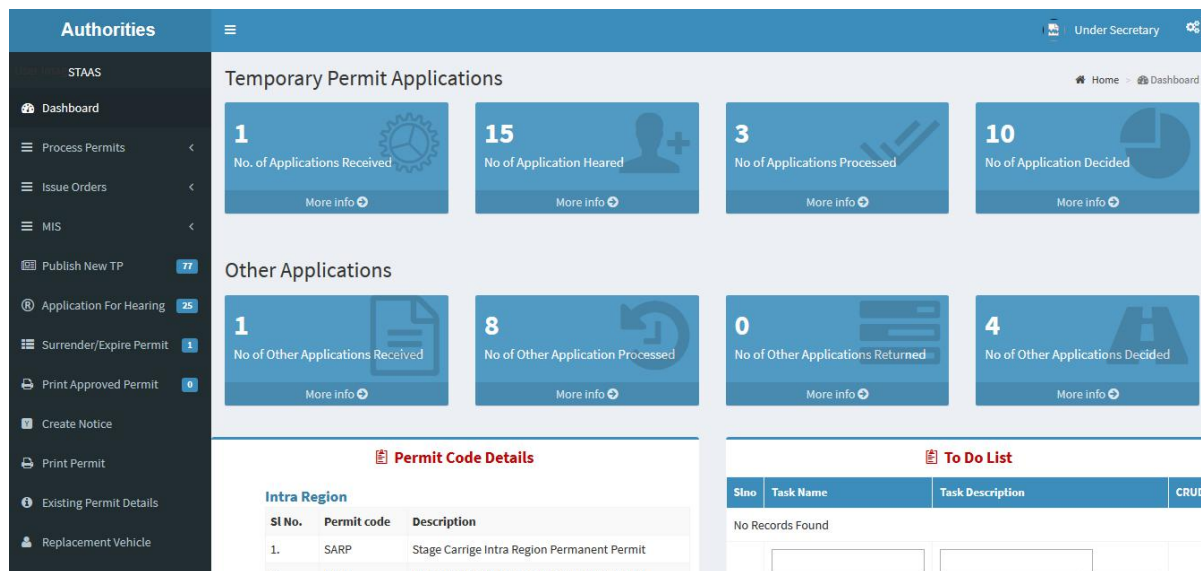 Authorities
Under Secretary
STAAS
Dashboard
Process Permits
Issue Orders
MIS
Publish New TP 77
Application For Hearing 25
Surrender/Expire Permit 1
Print Approved Permit 0
Create Notice
Print Permit
Existing Permit Details
Replacement Vehicle
Temporary Permit Applications
Home > Dashboard
1
No. of Applications Received
More info
15
No of Application Heared
More info
3
No of Applications Processed
More info
10
No of Application Decided
More info
Other Applications
1
No of Other Applications Received
More info
8
No of Other Application Processed
More info
0
No of Other Applications Returned
More info
4
No of Other Applications Decided
More info
Permit Code Details
Intra Region
Sl No. Permit code Description
1. SARP Stage Carrige Intra Region Permanent Permit
To Do List
Slno Task Name Task Description CRUD
No Records Found